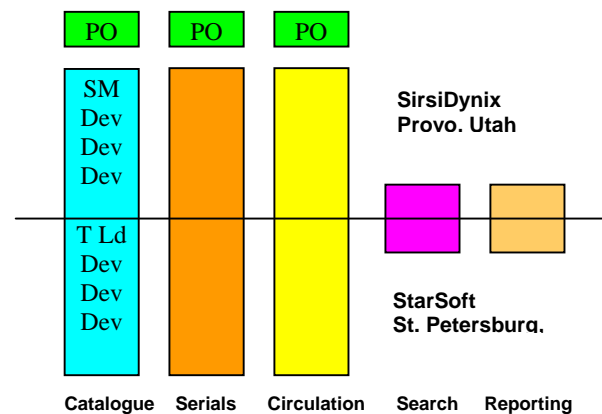 PO PO PO
SM
Dev
Dev
Dev
SirsiDynix
Provo. Utah
T Ld
Dev
Dev
Dev
StarSoft
St. Petersburg,
Catalogue Serials Circulation Search Reporting